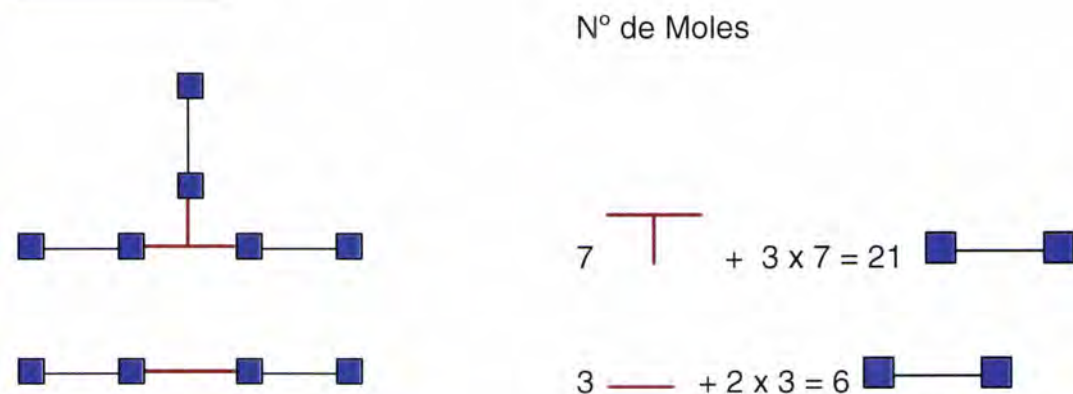 Nº de Moles
7 + 3 x 7 = 21
3 + 2 x 3 = 6